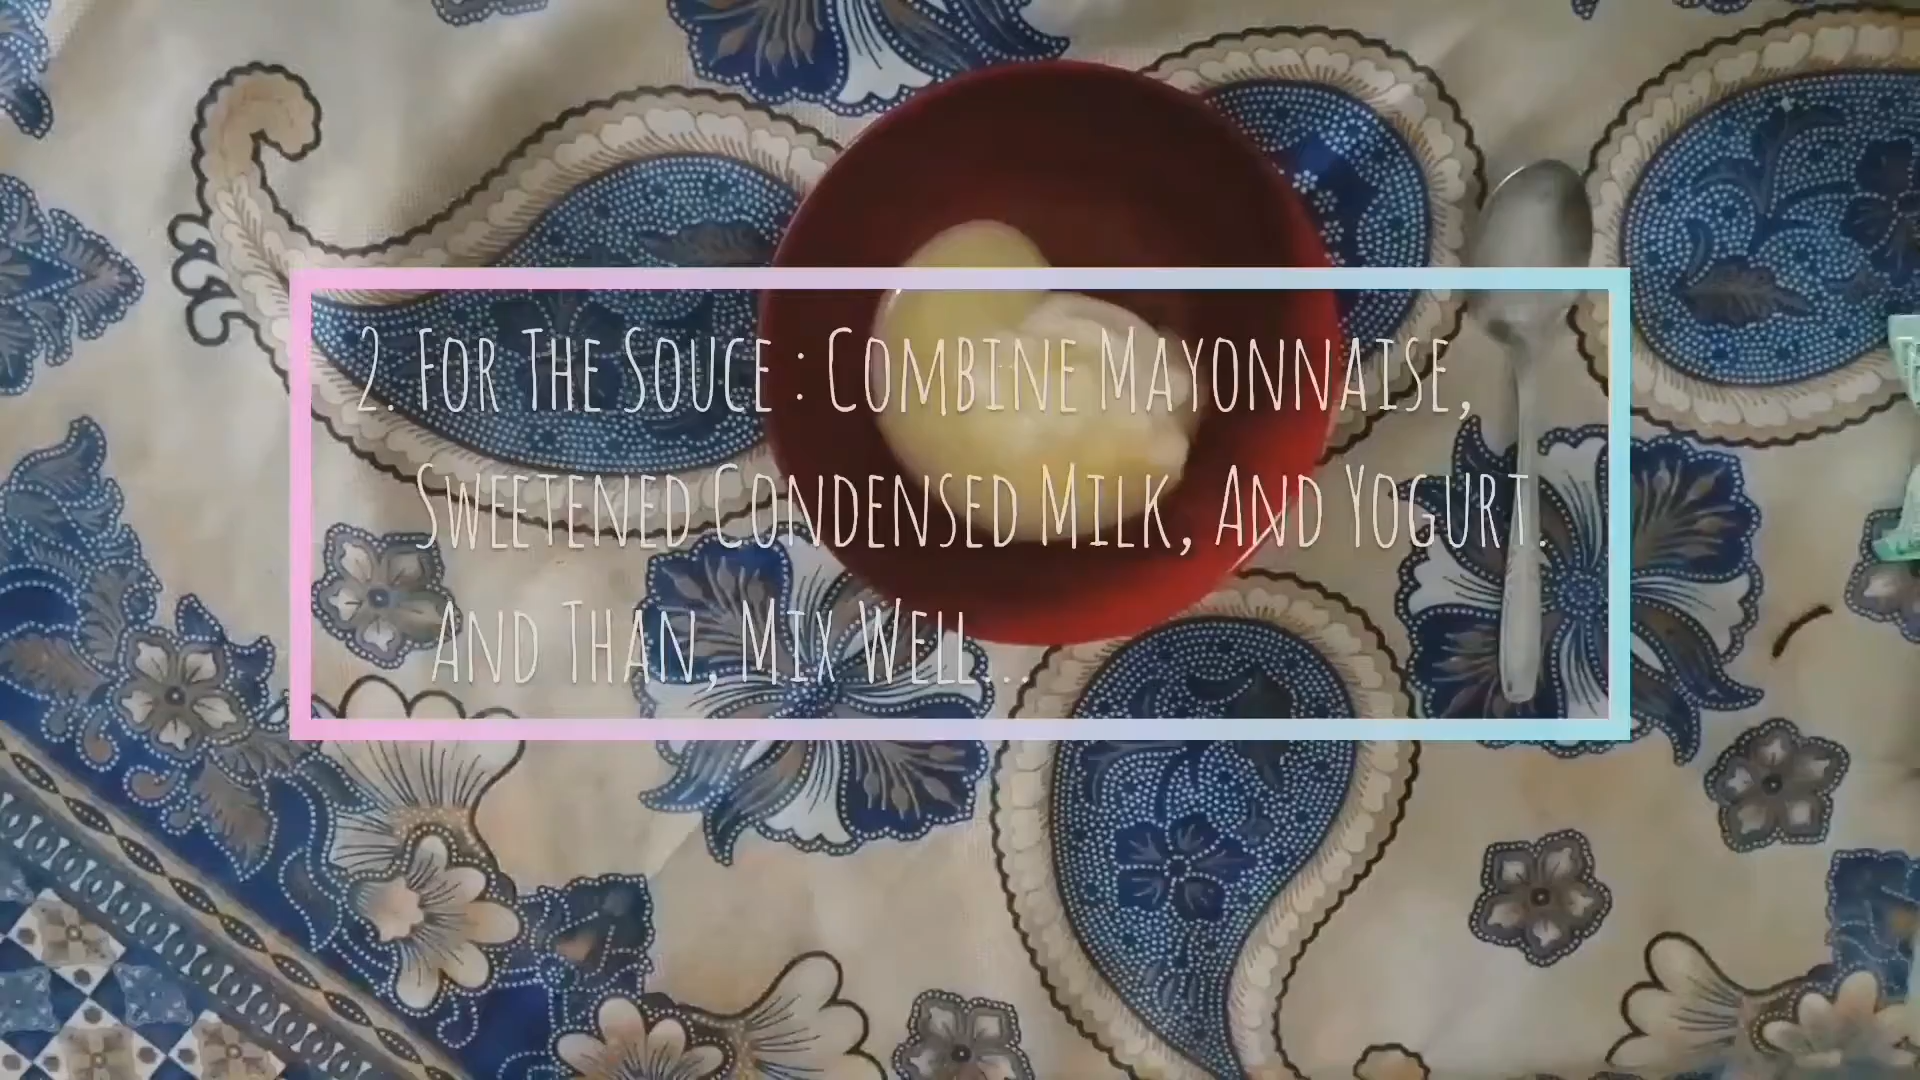 2. For The Souce : Combine Mayonnaise,
Sweetened Condensed Milk, And Yogurt.
And Than, Mix Well...